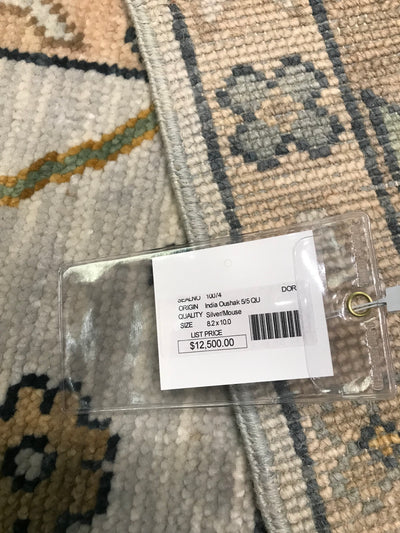 SEALNO 10074 DOR
ORIGIN India Oushak 5/5 QU
QUALITY Silver/Mouse
SIZE 8.2 x 10.0
LIST PRICE
$12,500.00